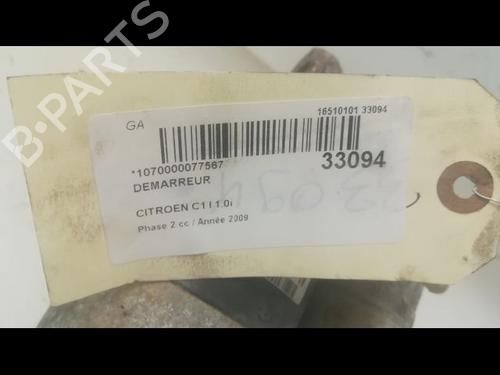 GA
16510101 33094
*1070000077567
33094
DEMARREUR
CITROEN C1 I 1.0i
Phase 2 cc / Année 2009
B-PARTS